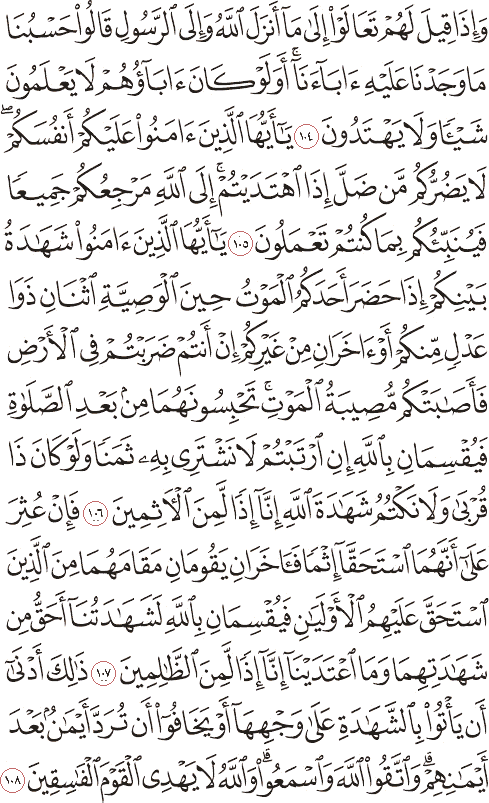 وَإِذَا قِيلَ لَهُمْ تَعَالَوْا۟ إِلَىٰ مَآ أَنزَلَ ٱللَّهُ وَإِلَى ٱلرَّسُولِ قَالُوا۟ حَسْبُنَا
مَا وَجَدْنَا عَلَيْهِ ءَابَآءَنَآ ۚ أَوَلَوْ كَانَ ءَابَآؤُهُمْ لَا يَعْلَمُونَ
شَيْـًٔا وَلَا يَهْتَدُونَ ١٠٤ يَـٰٓأَيُّهَا ٱلَّذِينَ ءَامَنُوا۟ عَلَيْكُمْ أَنفُسَكُمْ ۖ
لَا يَضُرُّكُم مَّن ضَلَّ إِذَا ٱهْتَدَيْتُمْ ۚ إِلَى ٱللَّهِ مَرْجِعُكُمْ جَمِيعًا
فَيُنَبِّئُكُم بِمَا كُنتُمْ تَعْمَلُونَ ١٠٥ يَـٰٓأَيُّهَا ٱلَّذِينَ ءَامَنُوا۟ شَهَـٰدَةُ
بَيْنِكُمْ إِذَا حَضَرَ أَحَدَكُمُ ٱلْمَوْتُ حِينَ ٱلْوَصِيَّةِ ٱثْنَانِ ذَوَا
عَدْلٍ مِّنكُمْ أَوْ ءَاخَرَانِ مِنْ غَيْرِكُمْ إِنْ أَنتُمْ ضَرَبْتُمْ فِى ٱلْأَرْضِ
فَأَصَـٰبَتْكُم مُّصِيبَةُ ٱلْمَوْتِ ۚ تَحْبِسُونَهُمَا مِنۢ بَعْدِ ٱلصَّلَوٰةِ
فَيُقْسِمَانِ بِٱللَّهِ إِنِ ٱرْتَبْتُمْ لَا نَشْتَرِى بِهِۦ ثَمَنًا وَلَوْ كَانَ ذَا
قُرْبَىٰ وَلَا نَكْتُمُ شَهَـٰدَةَ ٱللَّهِ إِنَّآ إِذًا لَّمِنَ ٱلْـَٔاثِمِينَ ١٠٦ فَإِنْ عُثِرَ
عَلَىٰٓ أَنَّهُمَا ٱسْتَحَقَّآ إِثْمًا فَـَٔاخَرَانِ يَقُومَانِ مَقَامَهُمَا مِنَ ٱلَّذِينَ
ٱسْتَحَقَّ عَلَيْهِمُ ٱلْأَوْلَيَـٰنِ فَيُقْسِمَانِ بِٱللَّهِ لَشَهَـٰدَتُنَآ أَحَقُّ مِن
شَهَـٰدَتِهِمَا وَمَا ٱعْتَدَيْنَآ إِنَّآ إِذًا لَّمِنَ ٱلظَّـٰلِمِينَ ١٠٧ ذَٰلِكَ أَدْنَىٰٓ
أَن يَأْتُوا۟ بِٱلشَّهَـٰدَةِ عَلَىٰ وَجْهِهَآ أَوْ يَخَافُوٓا۟ أَن تُرَدَّ أَيْمَـٰنٌۢ بَعْدَ
أَيْمَـٰنِهِمْ ۗ وَٱتَّقُوا۟ ٱللَّهَ وَٱسْمَعُوا۟ ۗ وَٱللَّهُ لَا يَهْدِى ٱلْقَوْمَ ٱلْفَـٰسِقِينَ ١٠٨